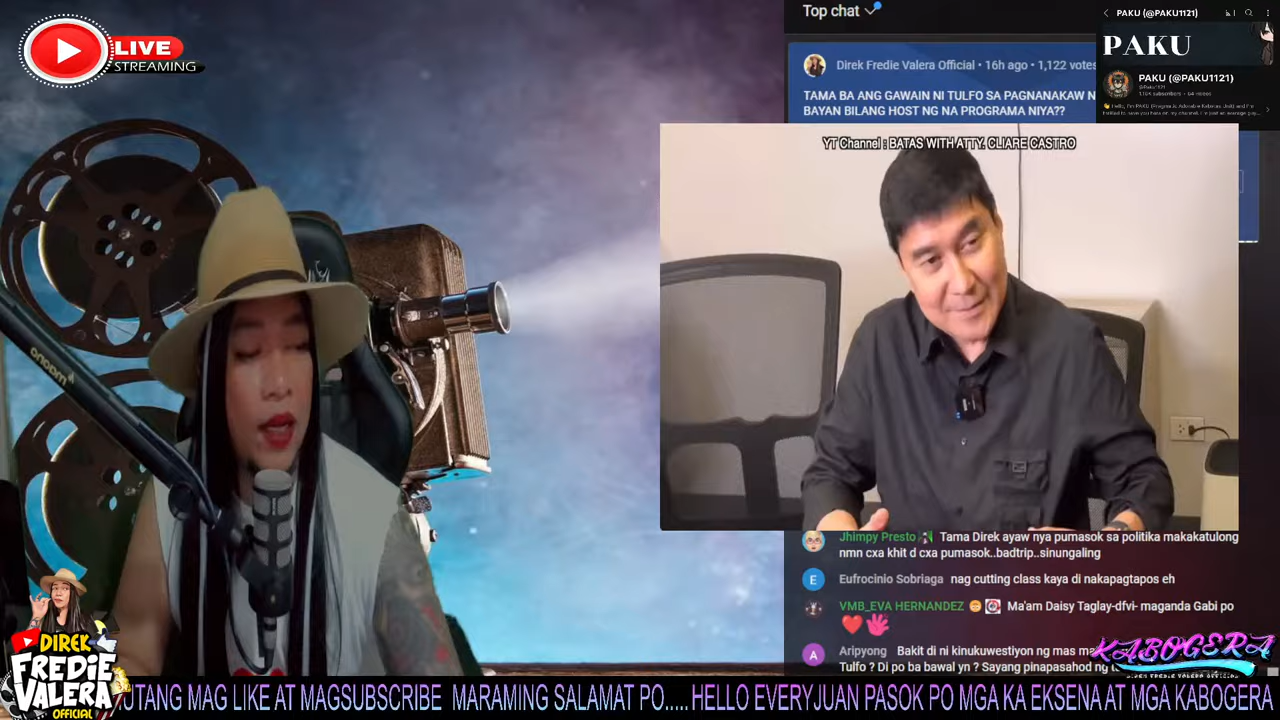 LIVE
STREAMING
Top chat
PAKU (@PAKU1121)
PAKU
PAKU (@PAKU1121)
@Paku1121
Direk Fredie Valera Official • 16h ago • 1,122 votes
TAMA BA ANG GAWAIN NI TULFO SA PAGNANAKAW N
BAYAN BILANG HOST NG NA PROGRAMA NIYA??
YT Channel : BATAS WITH ATTY. CLIARE CASTRO
maono
Jhimpy Presto Tama Direk ayaw nya pumasok sa politika makakatulong
nmn cxa khit d cxa pumasok..badtrip..sinungaling
E Eufrocinio Sobriaga nag cutting class kaya di nakapagtapos eh
VMB_EVA HERNANDEZ Ma'am Daisy Taglay-dfvi- maganda Gabi po
A Aripyong Bakit di ni kinukuwestiyon ng mas ma
Tulfo ? Di po ba bawal yn ? Sayang pinapasahod ng t
KABOGERA
DIREK FREDIE VALERA OFFICIAL
DIREK
FREDIE
VALERA
OFFICIAL
UTANG MAG LIKE AT MAGSUBSCRIBE MARAMING SALAMAT PO.....HELLO EVERYJUAN PASOK PO MGA KA EKSENA AT MGA KABOGERA